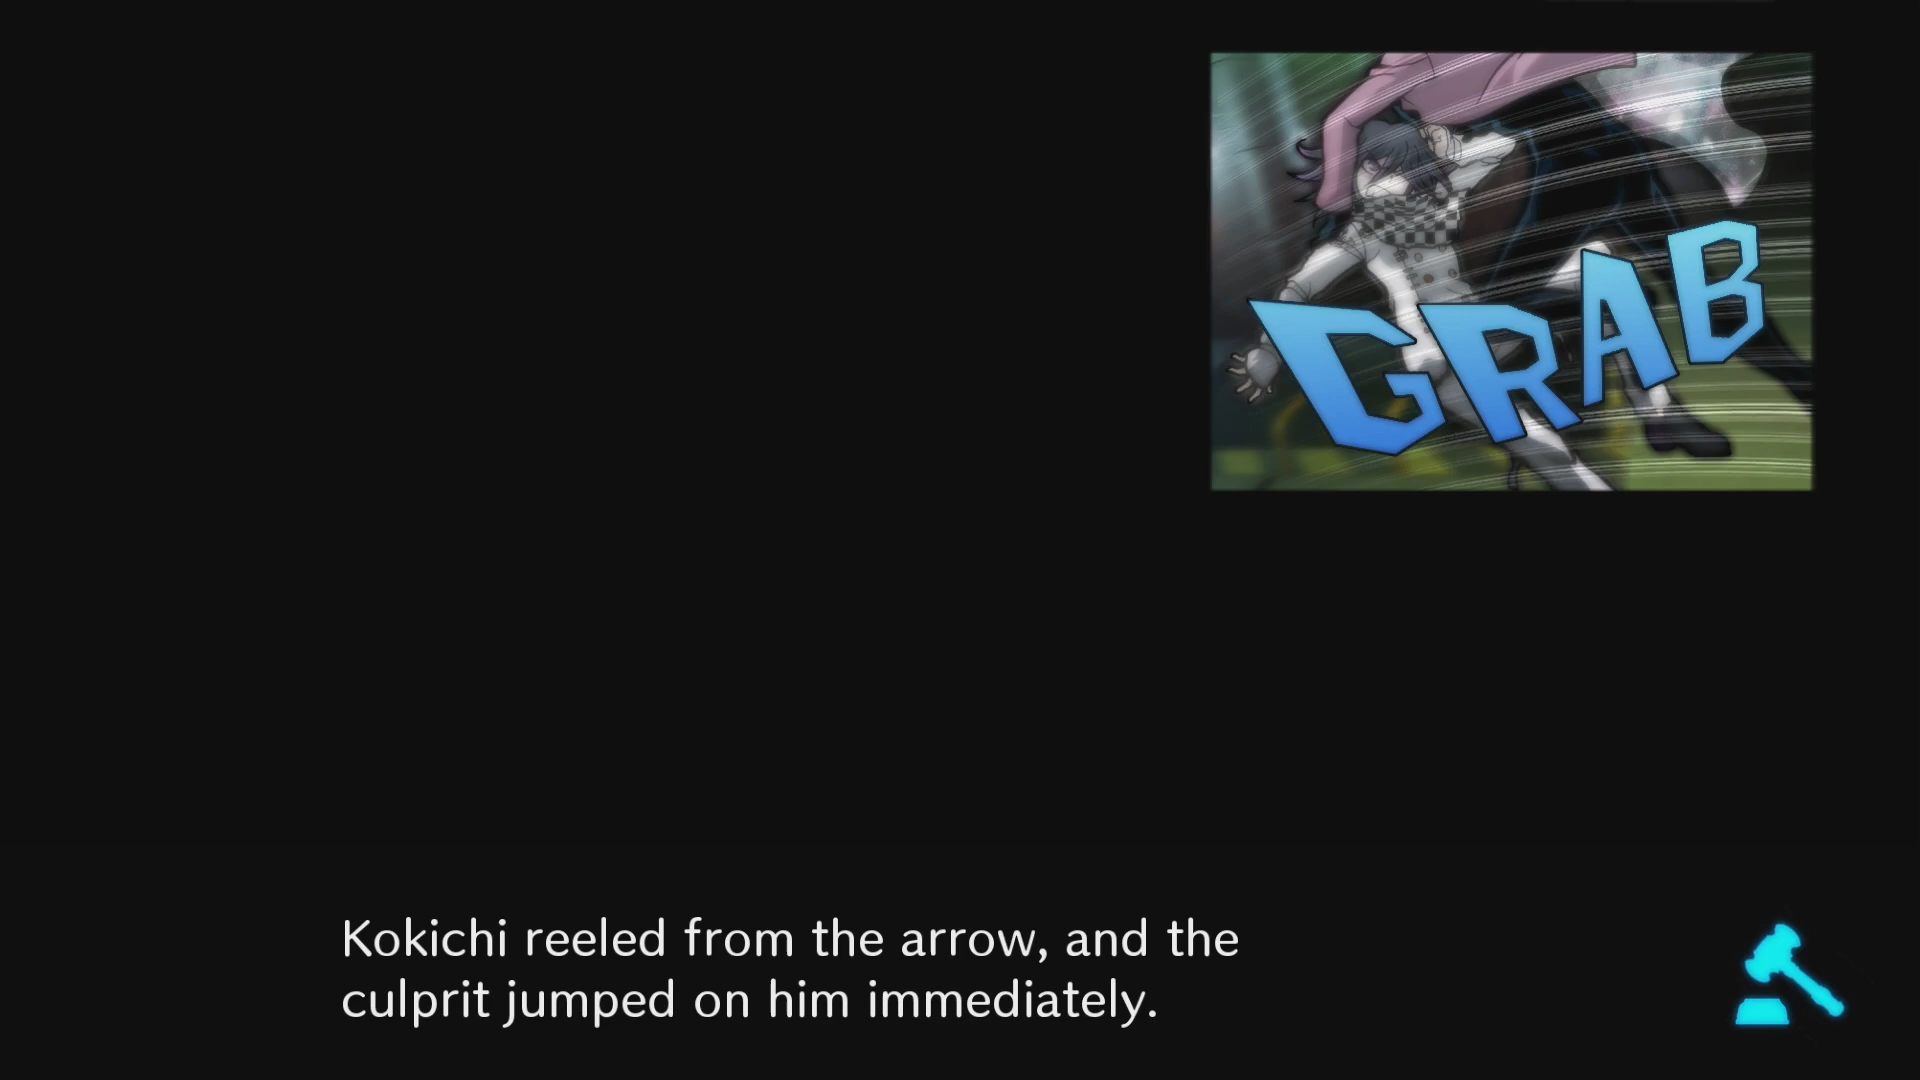 GRAB
Kokichi reeled from the arrow, and the
culprit jumped on him immediately.